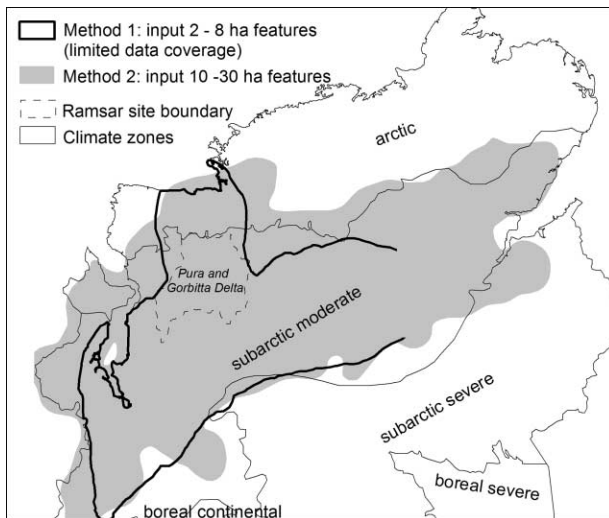 Method 1: input 2 - 8 ha features
(limited data coverage)
Method 2: input 10 -30 ha features
Ramsar site boundary
Climate zones
arctic
Pura and
Gorbitta Delta
subarctic moderate
subarctic severe
boreal severe
boreal continental